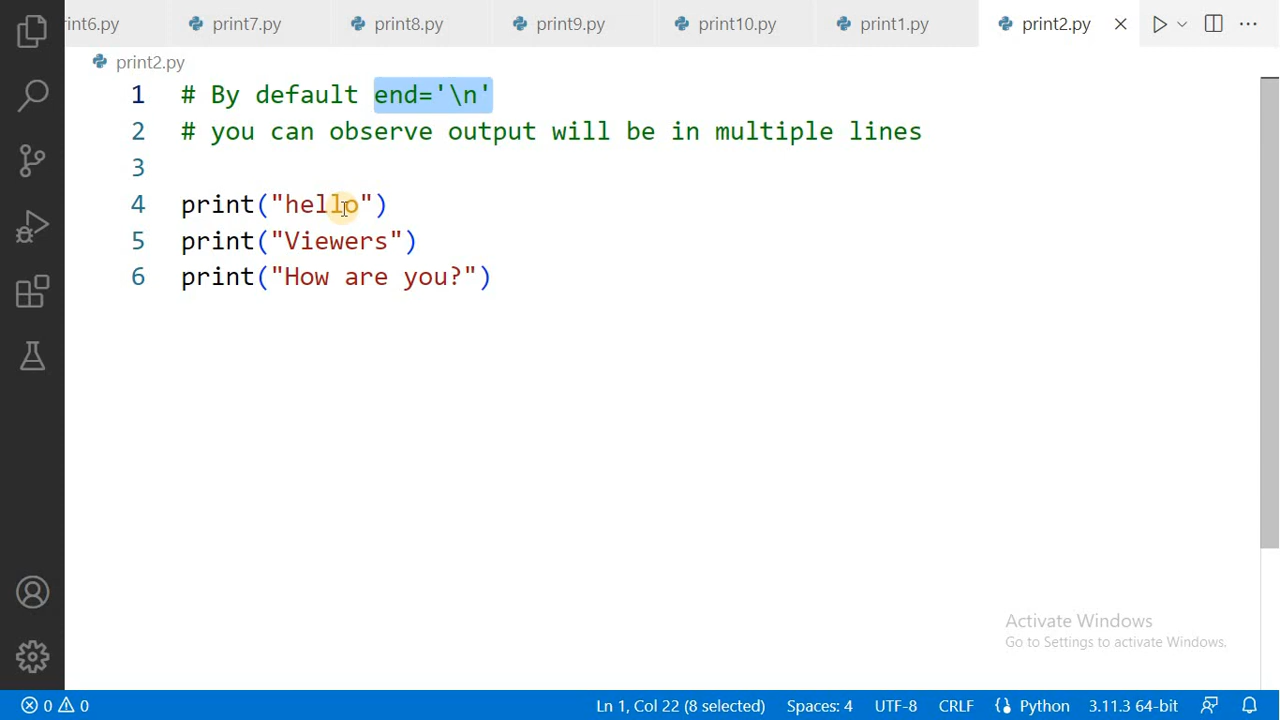 int6.py print7.py print8.py print9.py print10.py print1.py print2.py
print2.py
1 # By default end='\n'
2 # you can observe output will be in multiple lines
3
4 print("hello")
5 print("Viewers")
6 print("How are you?")
Activate Windows
Go to Settings to activate Windows.
0 0 Ln 1, Col 22 (8 selected) Spaces: 4 UTF-8 CRLF Python 3.11.3 64-bit